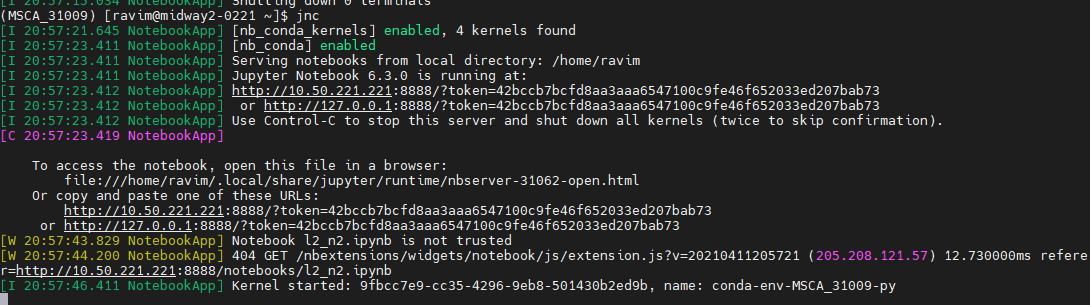 [I 20:57:15.034 NotebookApp] Shutting down 0 terminals
(MSCA_31009) [ravim@midway2-0221 ~]$ jnc
[I 20:57:21.645 NotebookApp] [nb_conda_kernels] enabled, 4 kernels found
[I 20:57:23.411 NotebookApp] [nb_conda] enabled
[I 20:57:23.411 NotebookApp] Serving notebooks from local directory: /home/ravim
[I 20:57:23.411 NotebookApp] Jupyter Notebook 6.3.0 is running at:
[I 20:57:23.412 NotebookApp] http://10.50.221.221:8888/?token=42bccb7bcfd8aa3aaa6547100c9fe46f652033ed207bab73
[I 20:57:23.412 NotebookApp]  or http://127.0.0.1:8888/?token=42bccb7bcfd8aa3aaa6547100c9fe46f652033ed207bab73
[I 20:57:23.412 NotebookApp] Use Control-C to stop this server and shut down all kernels (twice to skip confirmation).
[C 20:57:23.419 NotebookApp]
To access the notebook, open this file in a browser:
file:///home/ravim/.local/share/jupyter/runtime/nbserver-31062-open.html
Or copy and paste one of these URLs:
http://10.50.221.221:8888/?token=42bccb7bcfd8aa3aaa6547100c9fe46f652033ed207bab73
or http://127.0.0.1:8888/?token=42bccb7bcfd8aa3aaa6547100c9fe46f652033ed207bab73
[W 20:57:43.829 NotebookApp] Notebook l2_n2.ipynb is not trusted
[W 20:57:44.200 NotebookApp] 404 GET /nbextensions/widgets/notebook/js/extension.js?v=20210411205721 (205.208.121.57) 12.730000ms refere
r=http://10.50.221.221:8888/notebooks/l2_n2.ipynb
[I 20:57:46.411 NotebookApp] Kernel started: 9fbcc7e9-cc35-4296-9eb8-501430b2ed9b, name: conda-env-MSCA_31009-py